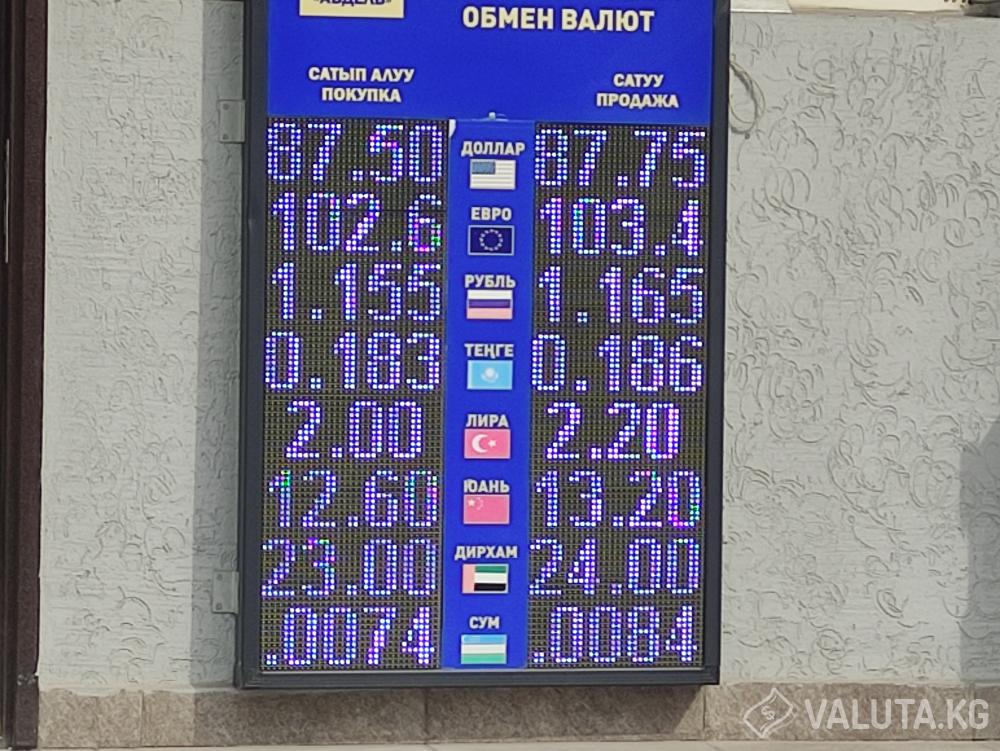 «АБДЕЛЬ»
ОБМЕН ВАЛЮТ
САТЫП АЛУУ
ПОКУПКА
САТУУ
ПРОДАЖА
87.50 ДОЛЛАР 87.75
102.6 ЕВРО 103.4
1.155 РУБЛЬ 1.165
0.183 ТЕҢГЕ 0.186
2.00 ЛИРА 2.20
12.60 ЮАНЬ 13.20
23.00 ДИРХАМ 24.00
.0074 СУМ .0084
VALUTA.KG